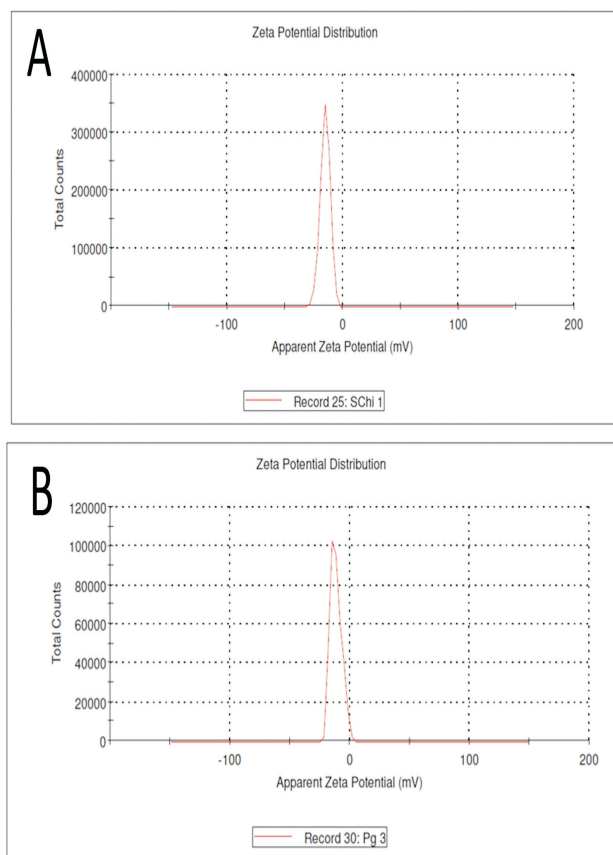 A
Zeta Potential Distribution
400000
300000
200000
100000
0
Total Counts
-100 0 100 200
Apparent Zeta Potential (mV)
Record 25: SChi 1
B
Zeta Potential Distribution
120000
100000
80000
60000
40000
20000
0
Total Counts
-100 0 100 200
Apparent Zeta Potential (mV)
Record 30: Pg 3